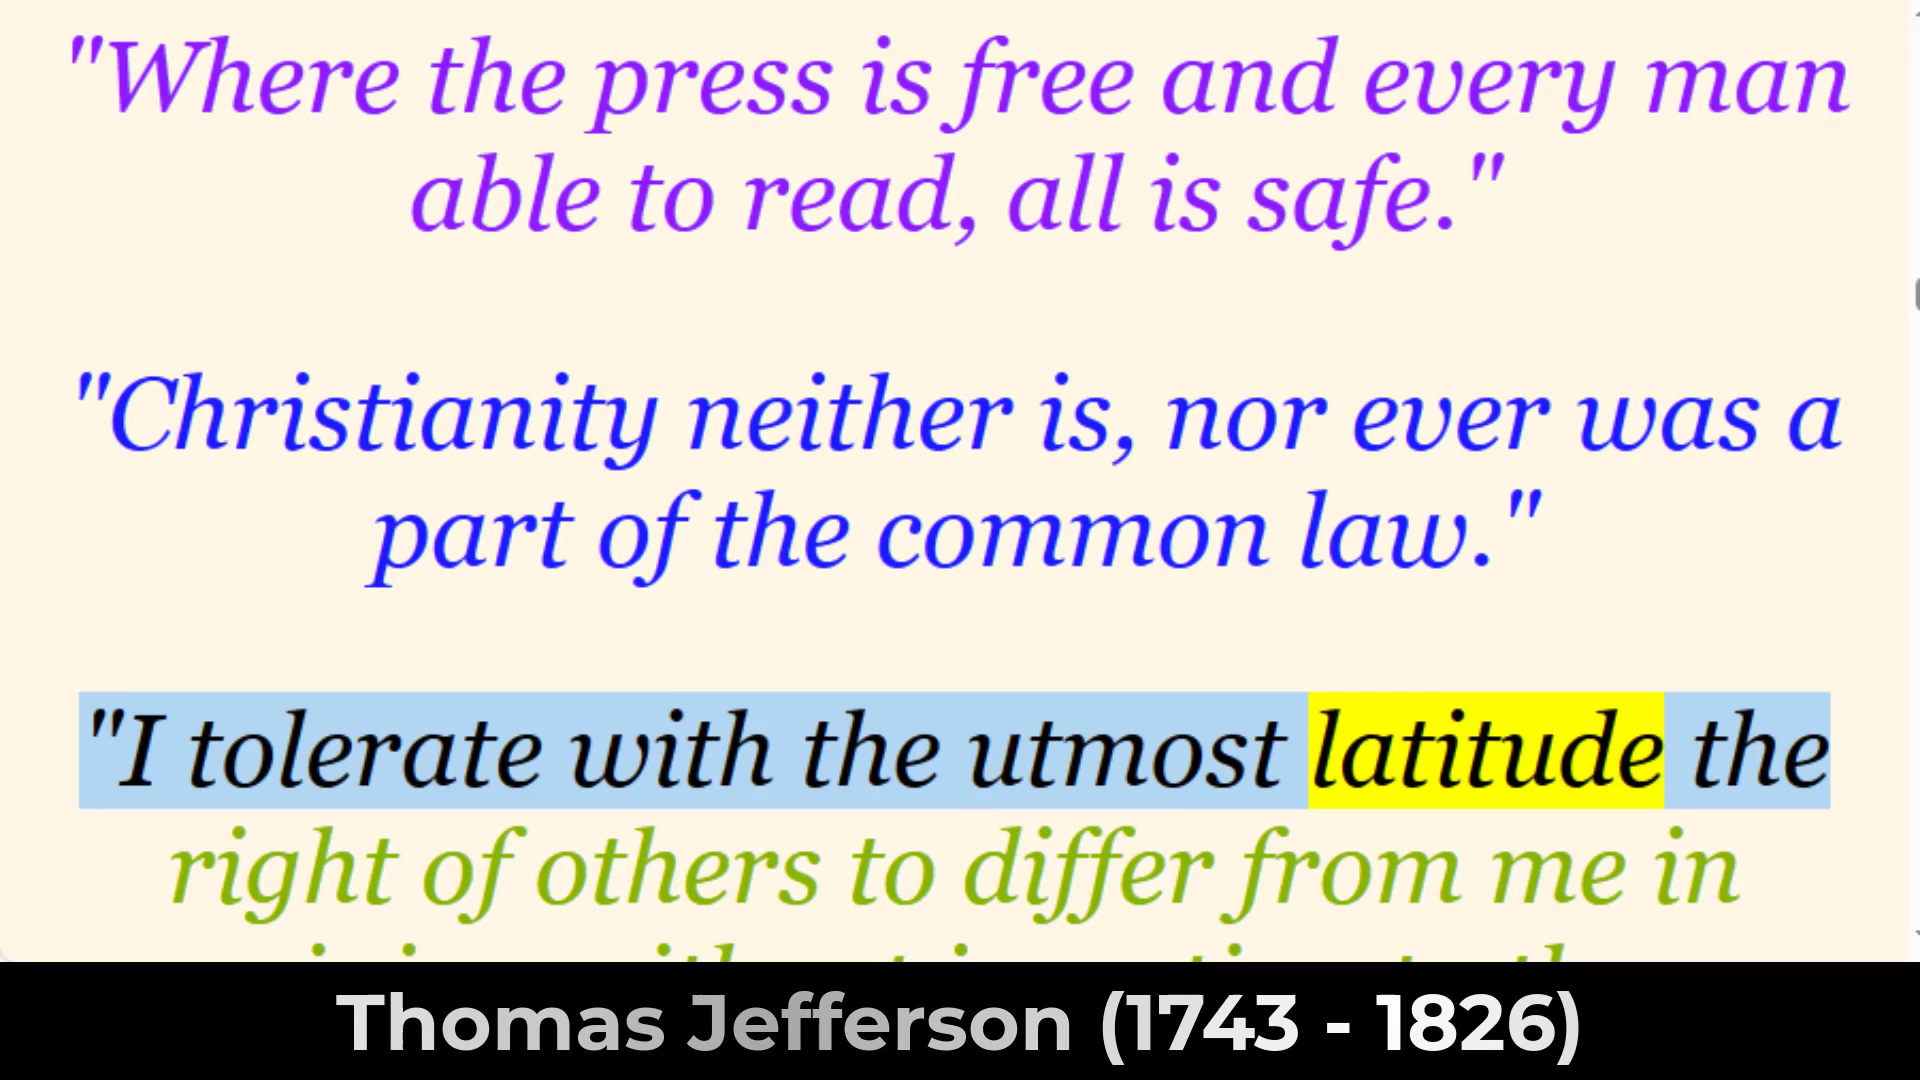 "Where the press is free and every man
able to read, all is safe."
"Christianity neither is, nor ever was a
part of the common law."
"I tolerate with the utmost latitude the
right of others to differ from me in
Thomas Jefferson (1743 - 1826)